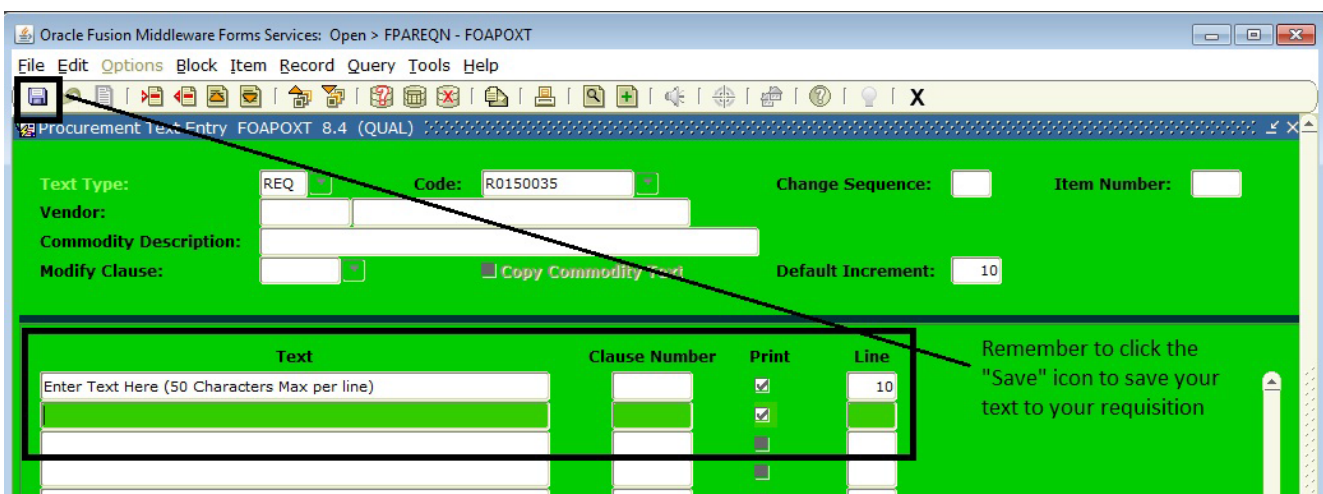 Oracle Fusion Middleware Forms Services: Open > FPAREQN - FOAPOXT
File Edit Options Block Item Record Query Tools Help
X
Procurement Text Entry FOAPOXT 8.4 (QUAL)
Text Type: REQ Code: R0150035 Change Sequence: Item Number:
Vendor:
Commodity Description:
Modify Clause: Copy Commodity Text Default Increment: 10
Text Clause Number Print Line
Enter Text Here (50 Characters Max per line) 10
Remember to click the
"Save" icon to save your
text to your requisition